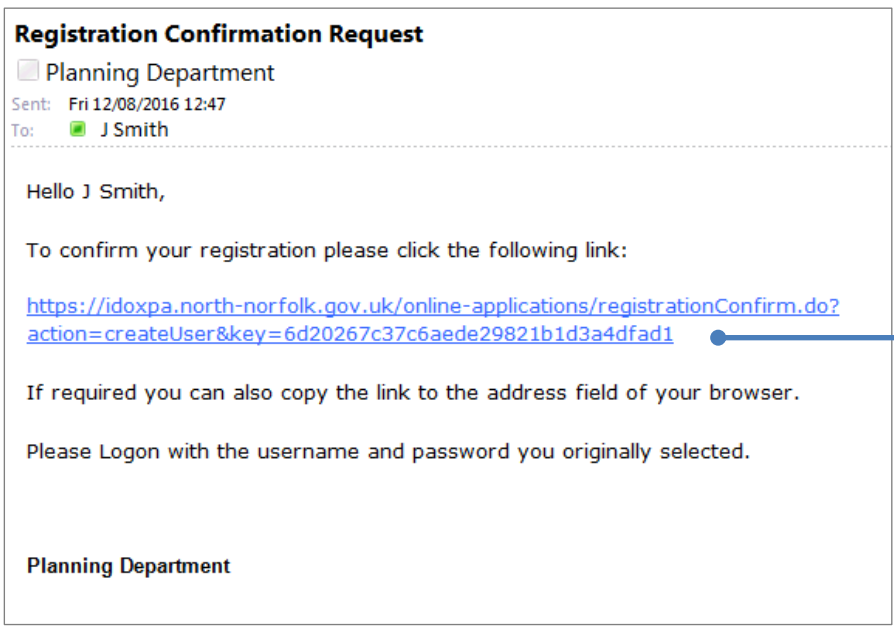 Registration Confirmation Request
Planning Department
Sent: Fri 12/08/2016 12:47
To: J Smith
Hello J Smith,
To confirm your registration please click the following link:
https://idoxpa.north-norfolk.gov.uk/online-applications/registrationConfirm.do?
action=createUser&key=6d20267c37c6aede29821b1d3a4dfad1
If required you can also copy the link to the address field of your browser.
Please Logon with the username and password you originally selected.
Planning Department